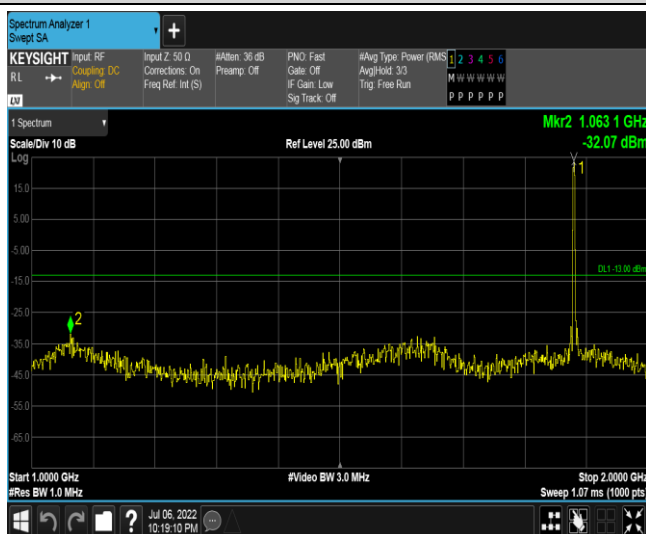 Spectrum Analyzer 1
Swept SA
+
KEYSIGHT
RL
LXI
Input: RF
Coupling: DC
Align: Off
Input Z: 50 Ω
Corrections: On
Freq Ref: Int (S)
#Atten: 36 dB
Preamp: Off
PNO: Fast
Gate: Off
IF Gain: Low
Sig Track: Off
#Avg Type: Power (RMS
Avg|Hold: 3/3
Trig: Free Run
1 2 3 4 5 6
M W W W W W
P P P P P P
1 Spectrum
Mkr2 1.063 1 GHz
Scale/Div 10 dB
Ref Level 25.00 dBm
-32.07 dBm
Log
1
15.0
5.00
-5.00
DL1 -13.00 dBm
-15.0
-25.0
2
-35.0
-45.0
-55.0
-65.0
Start 1.0000 GHz
#Video BW 3.0 MHz
Stop 2.0000 GHz
#Res BW 1.0 MHz
Sweep 1.07 ms (1000 pts)
?
Jul 06, 2022
10:19:10 PM